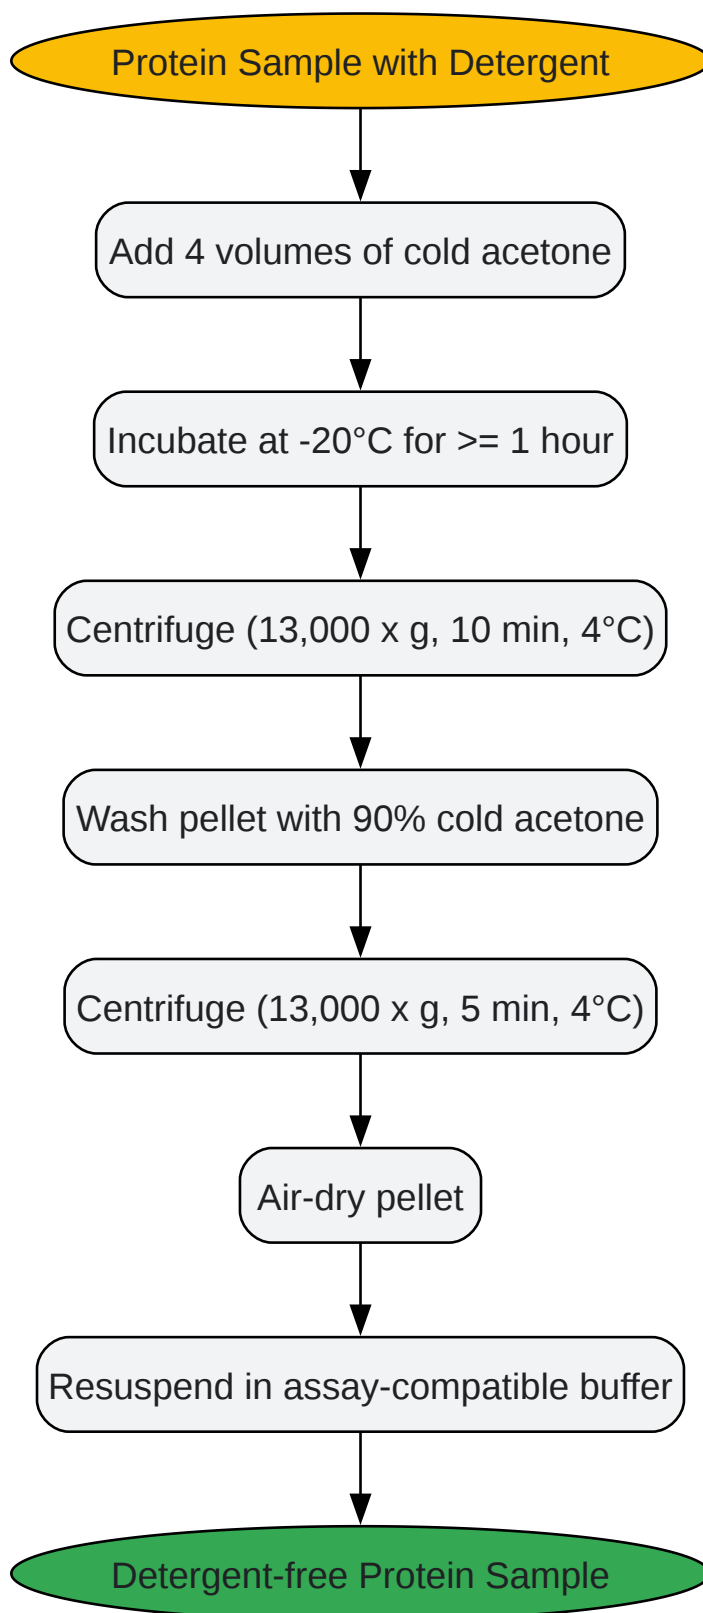 Protein Sample with Detergent
Add 4 volumes of cold acetone
Incubate at -20°C for >= 1 hour
Centrifuge (13,000 x g, 10 min, 4°C)
Wash pellet with 90% cold acetone
Centrifuge (13,000 x g, 5 min, 4°C)
Air-dry pellet
Resuspend in assay-compatible buffer
Detergent-free Protein Sample